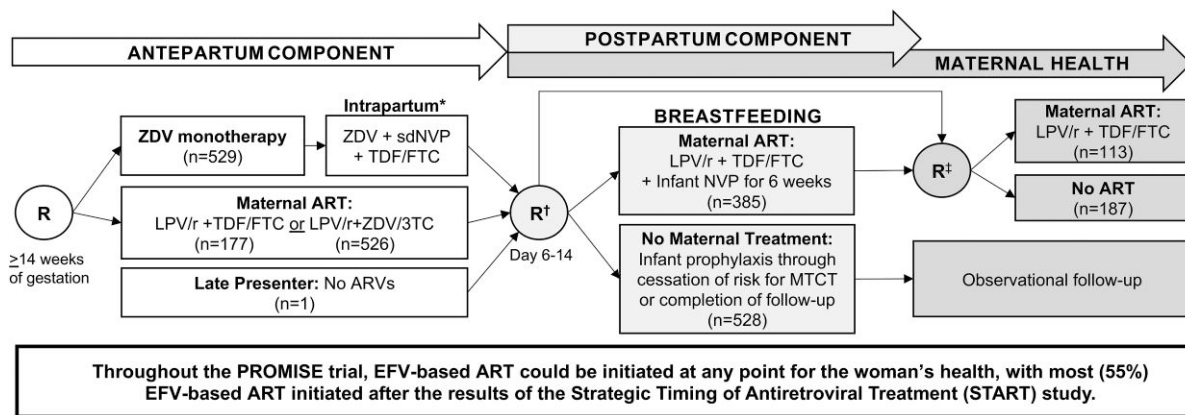 ANTEPARTUM COMPONENT
POSTPARTUM COMPONENT
MATERNAL HEALTH
R
≥14 weeks
of gestation
ZDV monotherapy
(n=529)
Intrapartum*
ZDV + sdNVP
+ TDF/FTC
Maternal ART:
LPV/r +TDF/FTC or LPV/r+ZDV/3TC
(n=177) (n=526)
Late Presenter: No ARVs
(n=1)
R†
Day 6-14
BREASTFEEDING
Maternal ART:
LPV/r + TDF/FTC
+ Infant NVP for 6 weeks
(n=385)
No Maternal Treatment:
Infant prophylaxis through
cessation of risk for MTCT
or completion of follow-up
(n=528)
R‡
Maternal ART:
LPV/r + TDF/FTC
(n=113)
No ART
(n=187)
Observational follow-up
Throughout the PROMISE trial, EFV-based ART could be initiated at any point for the woman's health, with most (55%)
EFV-based ART initiated after the results of the Strategic Timing of Antiretroviral Treatment (START) study.